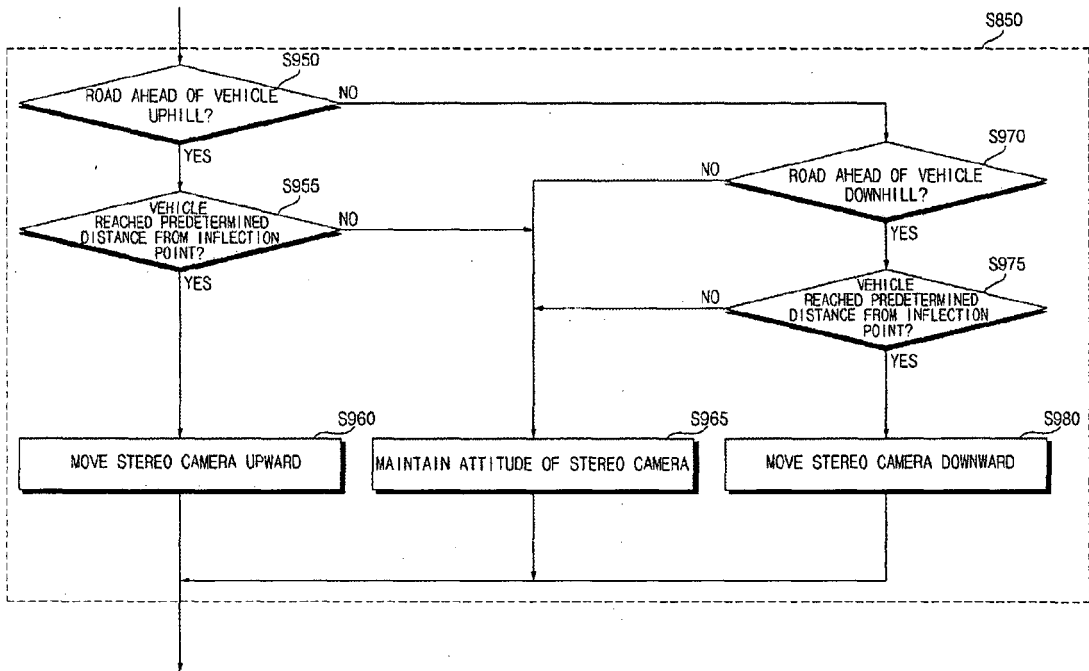 S850
S950
ROAD AHEAD OF VEHICLE
UPHILL?
NO
YES
S970
ROAD AHEAD OF VEHICLE
DOWNHILL?
NO
YES
S955
VEHICLE
REACHED PREDETERMINED
DISTANCE FROM INFLECTION
POINT?
NO
YES
S975
VEHICLE
REACHED PREDETERMINED
DISTANCE FROM INFLECTION
POINT?
NO
YES
S960
MOVE STEREO CAMERA UPWARD
S965
MAINTAIN ATTITUDE OF STEREO CAMERA
S980
MOVE STEREO CAMERA DOWNWARD